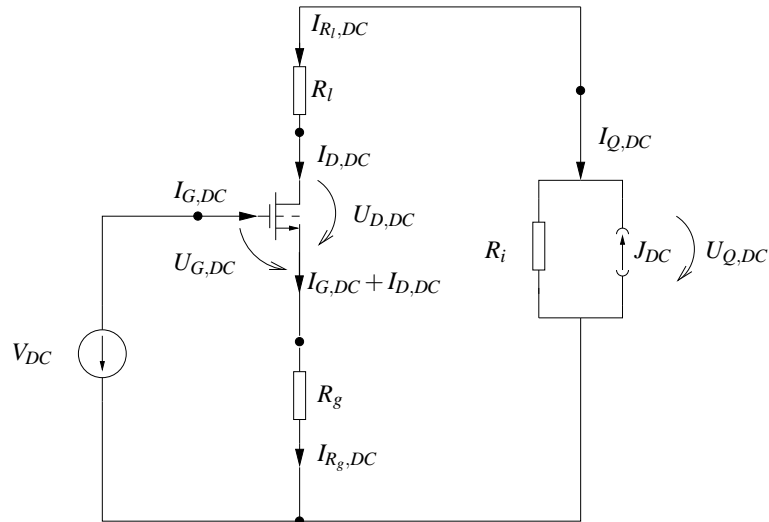 I_{R_l,DC}
R_l
I_{D,DC}
I_{Q,DC}
I_{G,DC}
U_{D,DC}
U_{G,DC}
R_i
J_{DC}
U_{Q,DC}
I_{G,DC} + I_{D,DC}
V_{DC}
R_g
I_{R_g,DC}